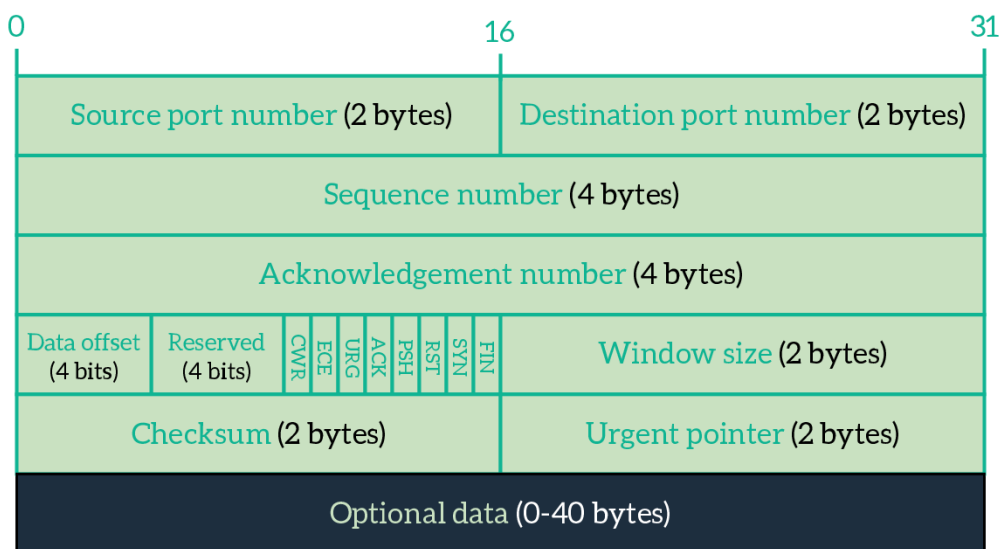 0 16 31
Source port number (2 bytes) Destination port number (2 bytes)
Sequence number (4 bytes)
Acknowledgement number (4 bytes)
Data offset (4 bits)
Reserved (4 bits)
CWR
ECE
URG
ACK
PSH
RST
SYN
FIN
Window size (2 bytes)
Checksum (2 bytes) Urgent pointer (2 bytes)
Optional data (0-40 bytes)